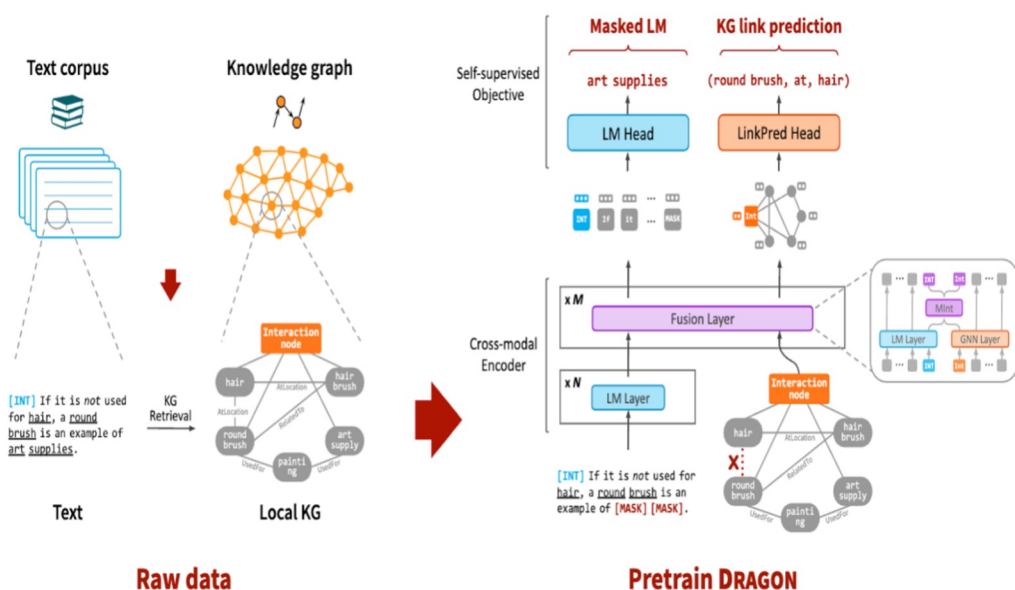 Text corpus
Knowledge graph
Interaction
node
hair
AtLocation
hair
brush
AtLocation
RelatedTo
round
brush
art
supply
UsedFor
painti
ng
UsedFor
[INT] If it is not used
for hair, a round
brush is an example of
art supplies.
KG
Retrieval
Text
Local KG
Raw data
Masked LM
KG link prediction
Self-supervised
Objective
art supplies
(round brush, at, hair)
LM Head
LinkPred Head
INT
If
it
...
MASK
Int
Cross-modal
Encoder
x M
Fusion Layer
x N
LM Layer
...
INT
Int
...
MInt
LM Layer
GNN Layer
...
INT
Int
...
Interaction
node
hair
AtLocation
hair
brush
X
RelatedTo
round
brush
art
supply
UsedFor
painti
ng
UsedFor
[INT] If it is not used for
hair, a round brush is an
example of [MASK][MASK].
Pretrain DRAGON